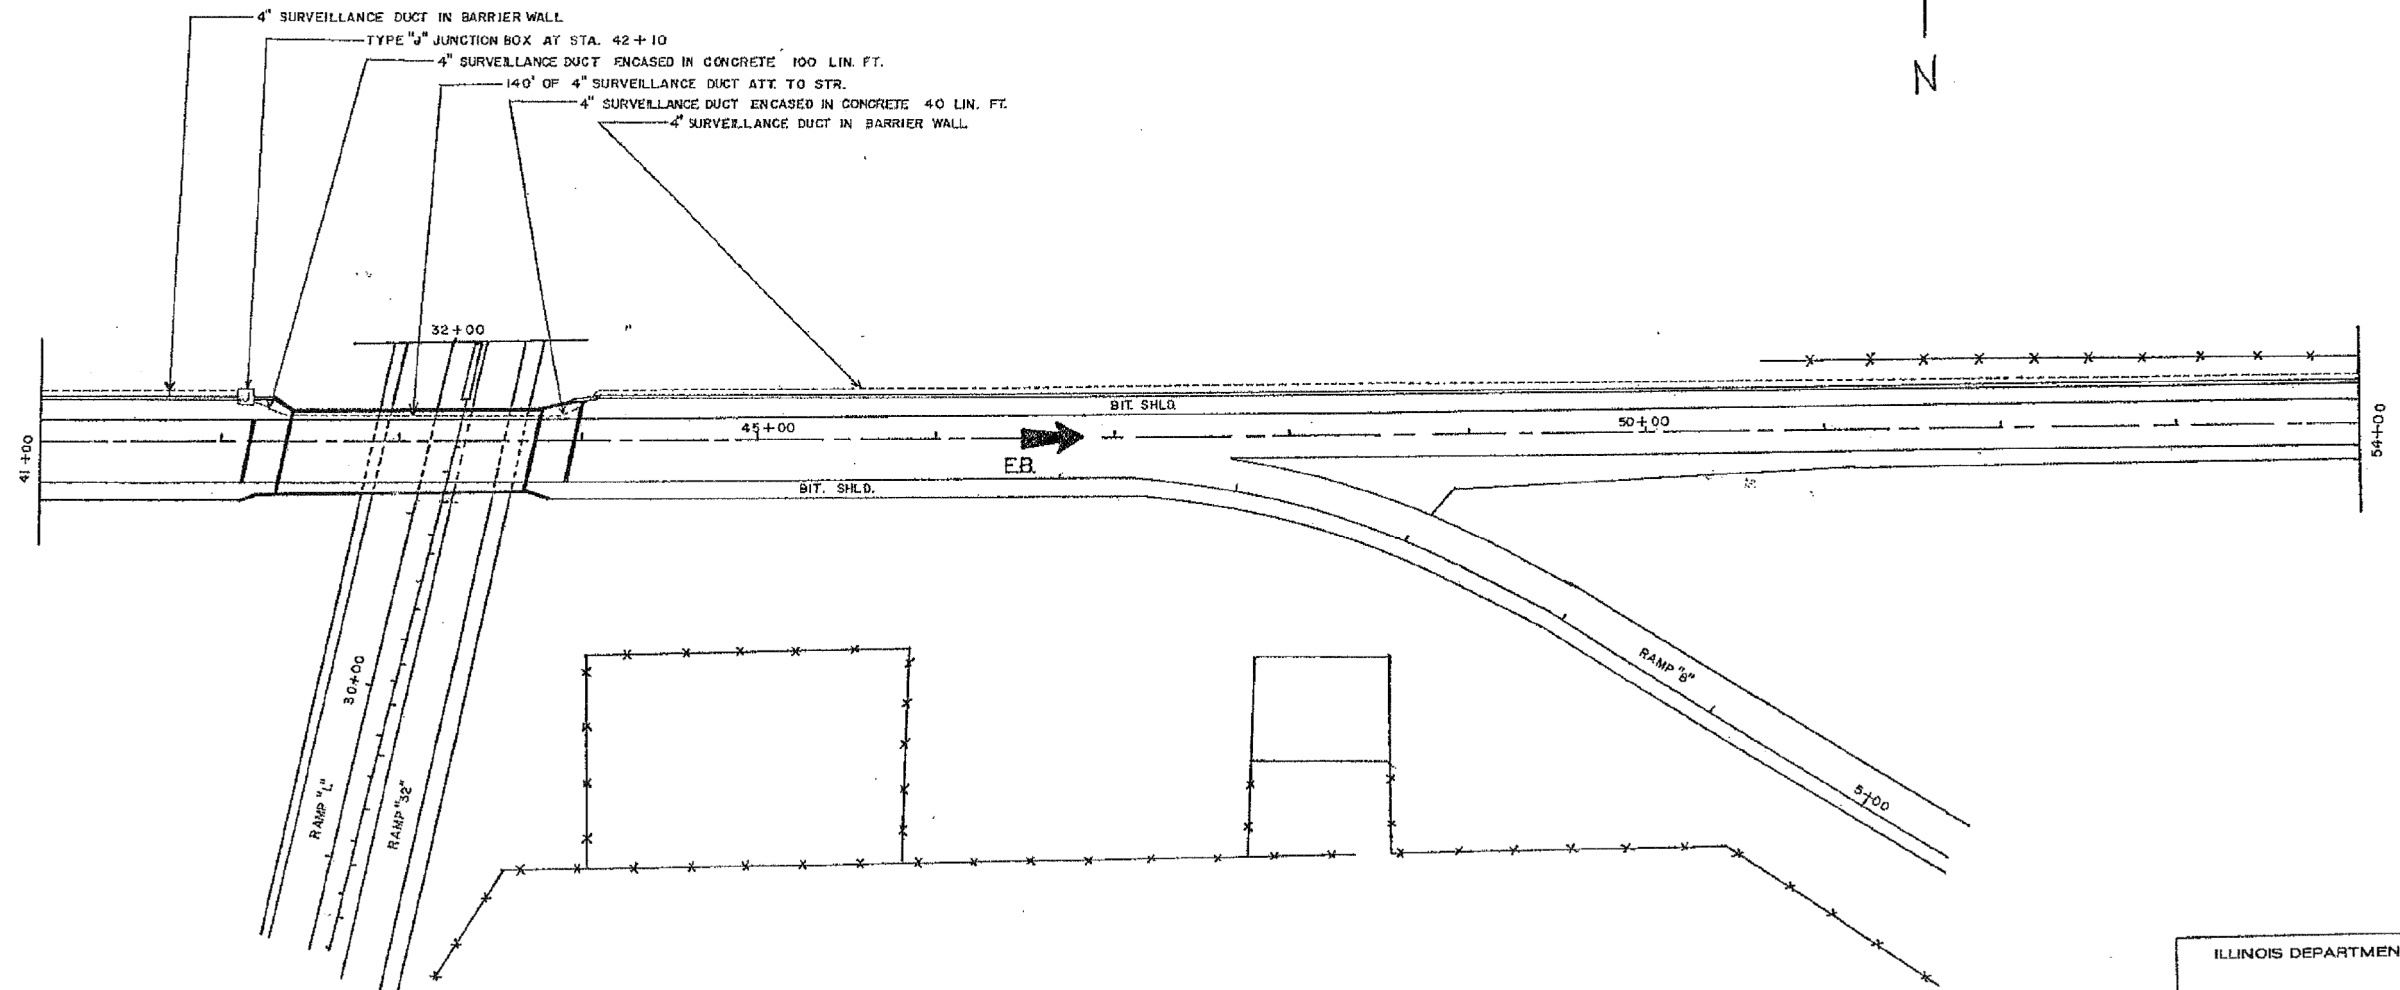 4" SURVEILLANCE DUCT IN BARRIER WALL
TYPE "J" JUNCTION BOX AT STA. 42+10
4" SURVEILLANCE DUCT ENCASED IN CONCRETE 100 LIN. FT.
140' OF 4" SURVEILLANCE DUCT ATT. TO STR.
4" SURVEILLANCE DUCT ENCASED IN CONCRETE 40 LIN. FT.
4" SURVEILLANCE DUCT IN BARRIER WALL
N
32+00
BIT. SHLD.
41+00
45+00
50+00
54+00
E.B.
BIT. SHLD.
30+00
RAMP "L"
RAMP "32"
RAMP "B"
5+00
ILLINOIS DEPARTMEN